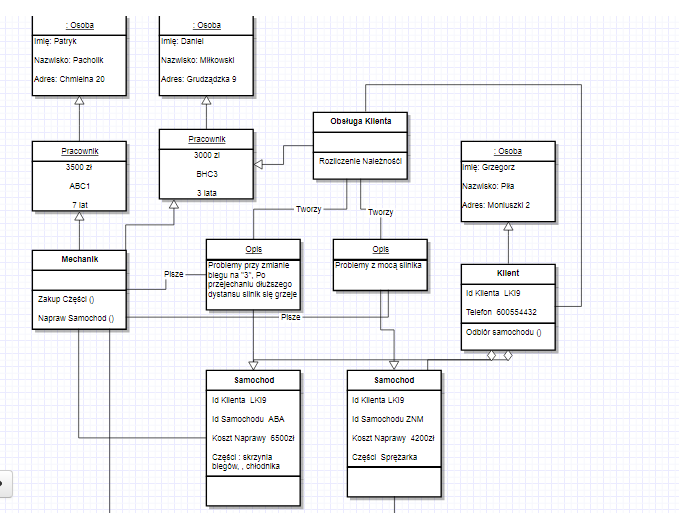 : Osoba
Imię: Patryk
Nazwisko: Pacholik
Adres: Chmielna 20
: Osoba
Imię: Daniel
Nazwisko: Miłkowski
Adres: Grudządzka 9
Obsługa Klienta
Rozliczenie Należnośći
Pracownik
3500 zł
ABC1
7 lat
Pracownik
3000 zl
BHC3
3 lata
: Osoba
Imię: Grzegorz
Nazwisko: Piła
Adres: Moniuszki 2
Tworzy
Tworzy
Mechanik
Zakup Części ()
Napraw Samochod ()
Pisze
Opis
Problemy przy zmianie
biegu na "3", Po
przejechaniu dłuższego
dystansu silnik się grzeje
Opis
Problemy z mocą silnika
Klient
Id Klienta LKI9
Telefon 600554432
Odbiór samochodu ()
Pisze
Samochod
Id Klienta LKI9
Id Samochodu ABA
Koszt Naprawy 6500zł
Części : skrzynia
biegów, , chłodnika
Samochod
Id Klienta LKI9
Id Samochodu ZNM
Koszt Naprawy 4200zł
Części Sprężarka